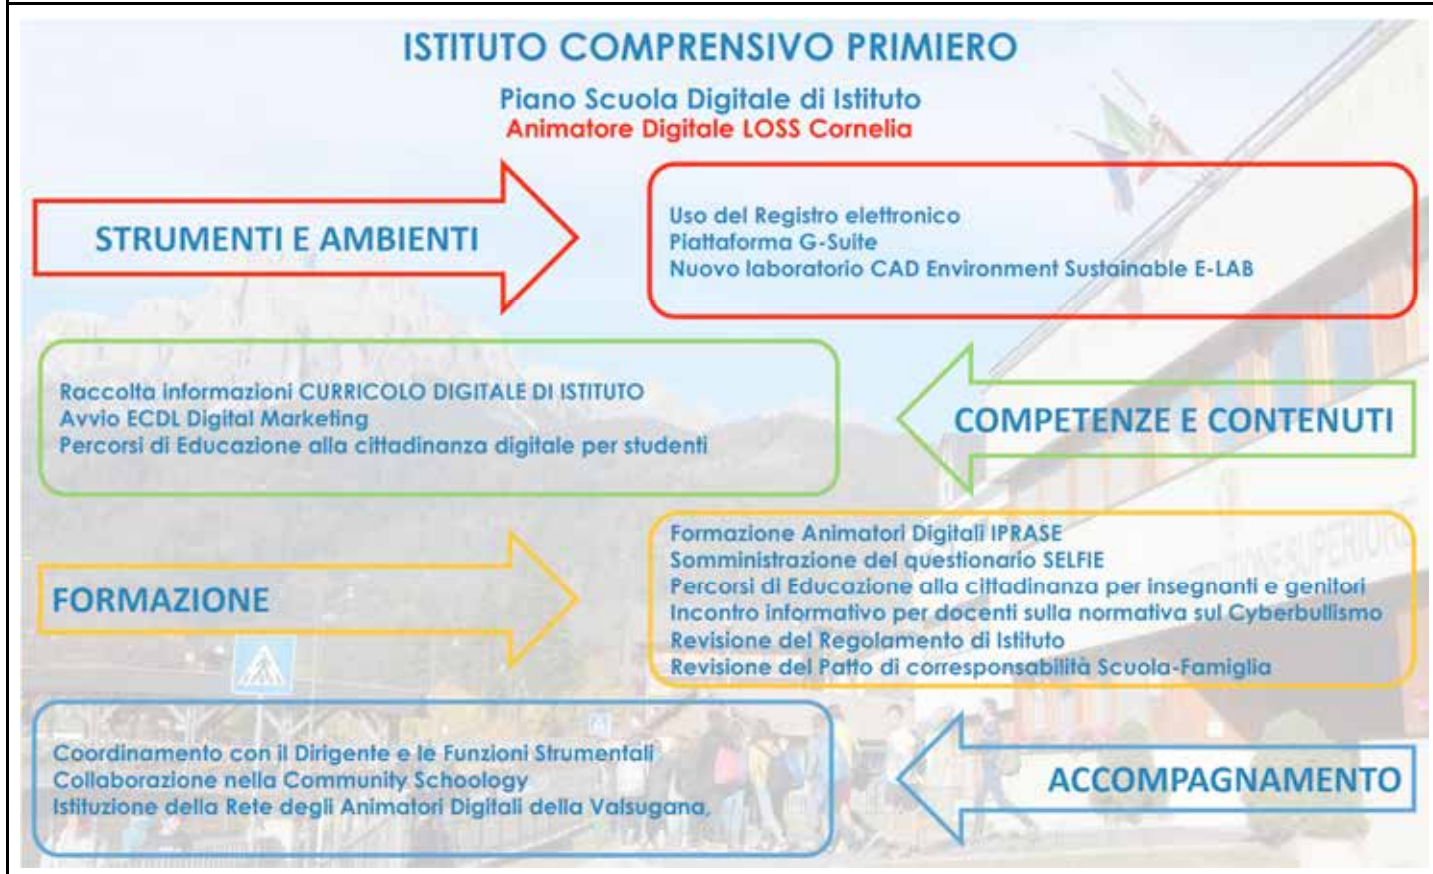 ISTITUTO COMPRENSIVO PRIMIERO
Piano Scuola Digitale di Istituto
Animatore Digitale LOSS Cornelia
STRUMENTI E AMBIENTI
Uso del Registro elettronico
Piattaforma G-Suite
Nuovo laboratorio CAD Environment Sustainable E-LAB
Raccolta informazioni CURRICOLO DIGITALE DI ISTITUTO
Avvio ECDL Digital Marketing
Percorsi di Educazione alla cittadinanza digitale per studenti
COMPETENZE E CONTENUTI
FORMAZIONE
Formazione Animatori Digitali IPRASE
Somministrazione del questionario SELFIE
Percorsi di Educazione alla cittadinanza per insegnanti e genitori
Incontro informativo per docenti sulla normativa sul Cyberbullismo
Revisione del Regolamento di Istituto
Revisione del Patto di corresponsabilità Scuola-Famiglia
Coordinamento con il Dirigente e le Funzioni Strumentali
Collaborazione nella Community Schoology
Istituzione della Rete degli Animatori Digitali della Valsugana,
ACCOMPAGNAMENTO